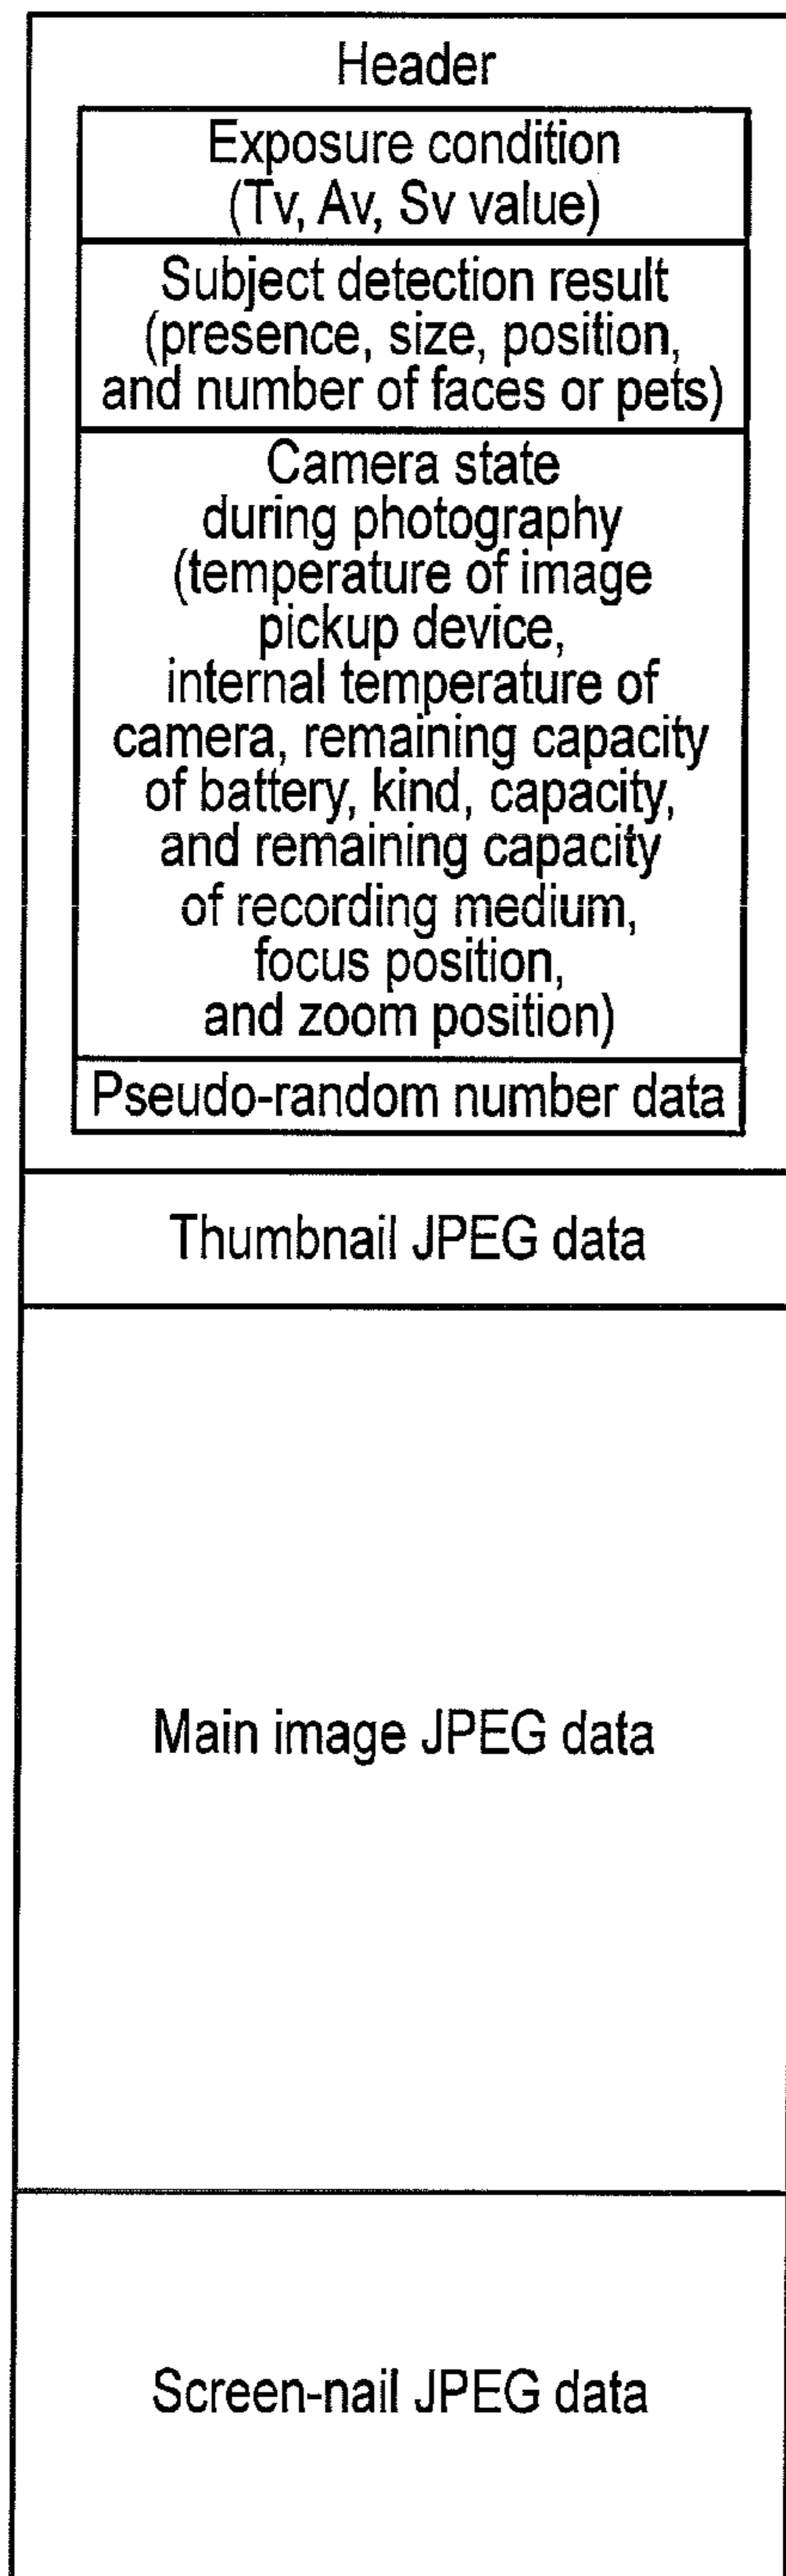 Header
Exposure condition
(Tv, Av, Sv value)
Subject detection result
(presence, size, position,
and number of faces or pets)
Camera state
during photography
(temperature of image
pickup device,
internal temperature of
camera, remaining capacity
of battery, kind, capacity,
and remaining capacity
of recording medium,
focus position,
and zoom position)
Pseudo-random number data
Thumbnail JPEG data
Main image JPEG data
Screen-nail JPEG data